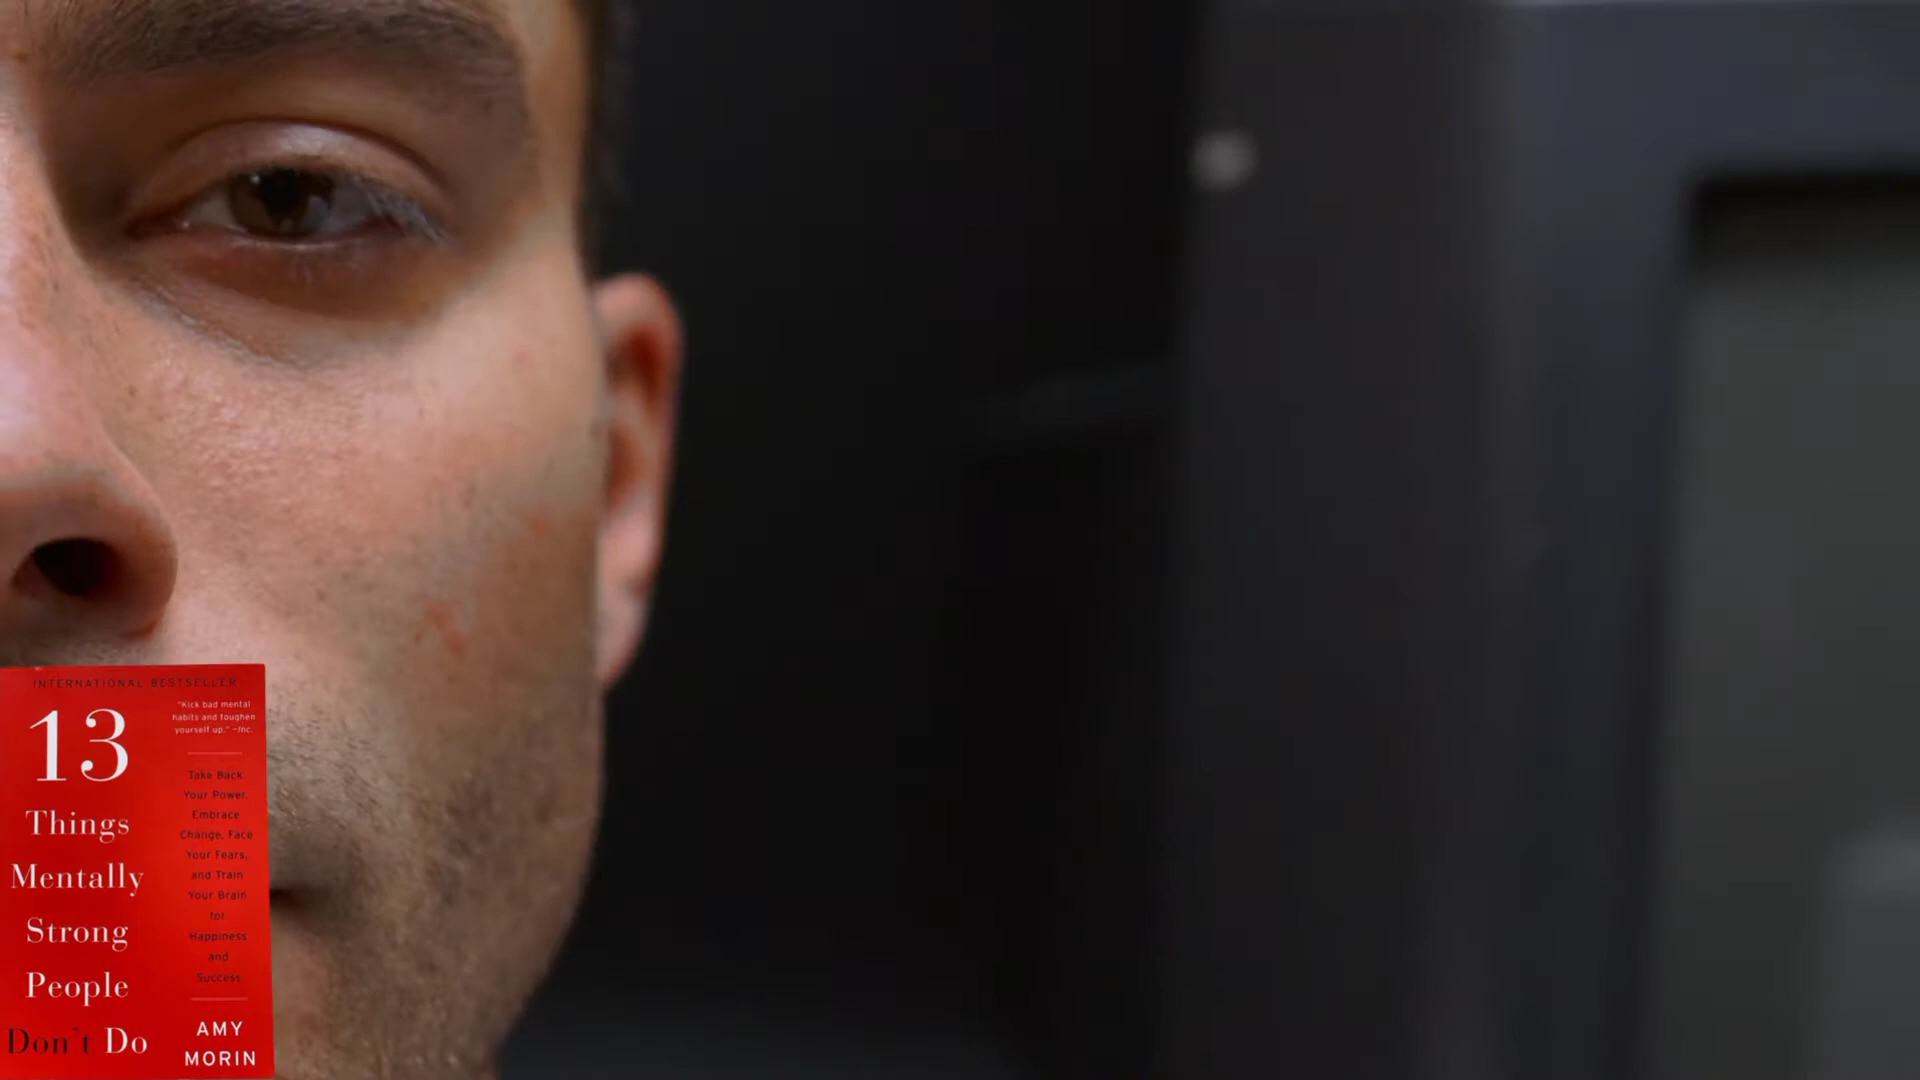 INTERNATIONAL BESTSELLER
13
Things
Mentally
Strong
People
Don't Do
"Kick bad mental
habits and toughen
yourself up." —Inc.
Take Back
Your Power,
Embrace
Change, Face
Your Fears,
and Train
Your Brain
for
Happiness
and
Success
AMY
MORIN